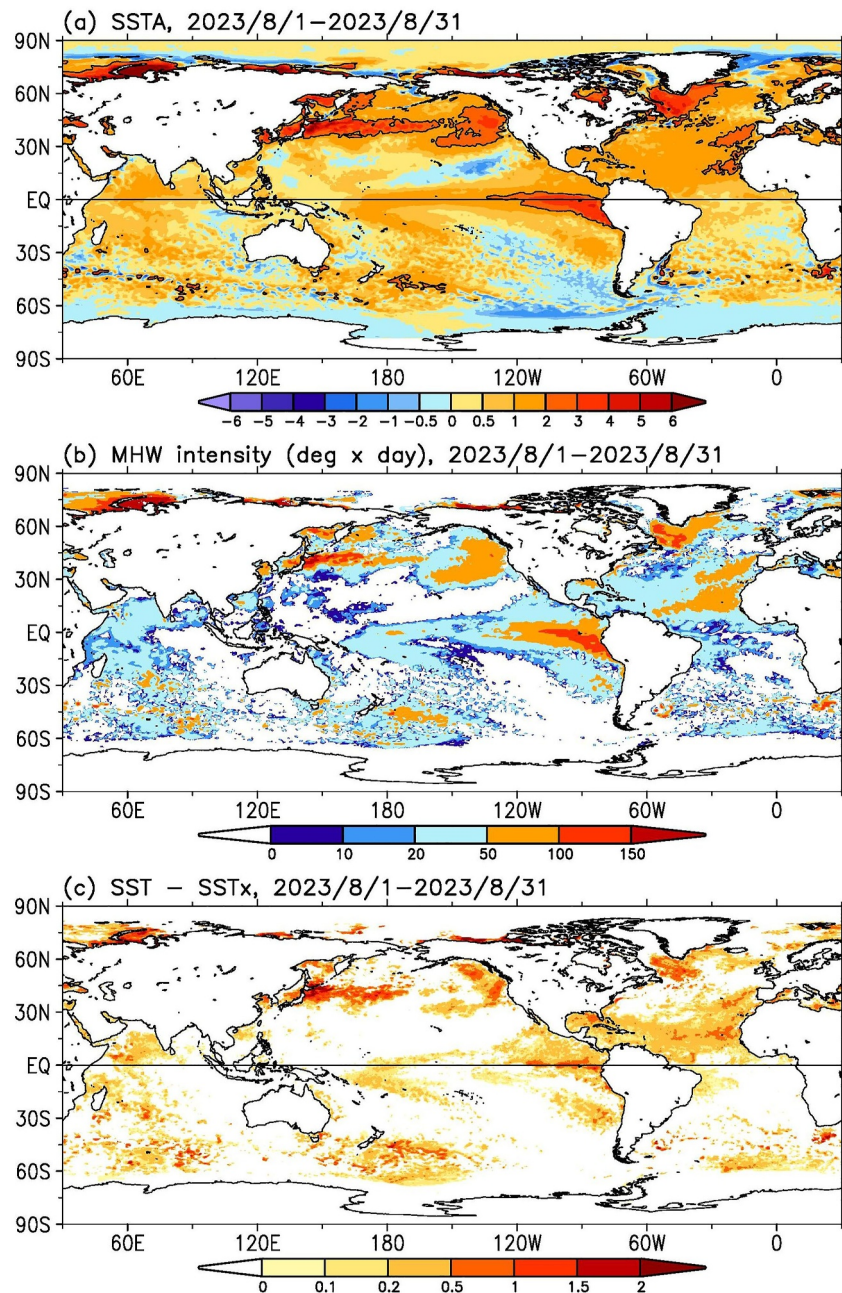 (a) SSTA, 2023/8/1−2023/8/31
90N
60N
30N
EQ
30S
60S
90S
60E 120E 180 120W 60W 0
−6 −5 −4 −3 −2 −1 −0.5 0 0.5 1 2 3 4 5 6
(b) MHW intensity (deg x day), 2023/8/1−2023/8/31
90N
60N
30N
EQ
30S
60S
90S
60E 120E 180 120W 60W 0
0 10 20 50 100 150
(c) SST − SSTx, 2023/8/1−2023/8/31
90N
60N
30N
EQ
30S
60S
90S
60E 120E 180 120W 60W 0
0 0.1 0.2 0.5 1 1.5 2